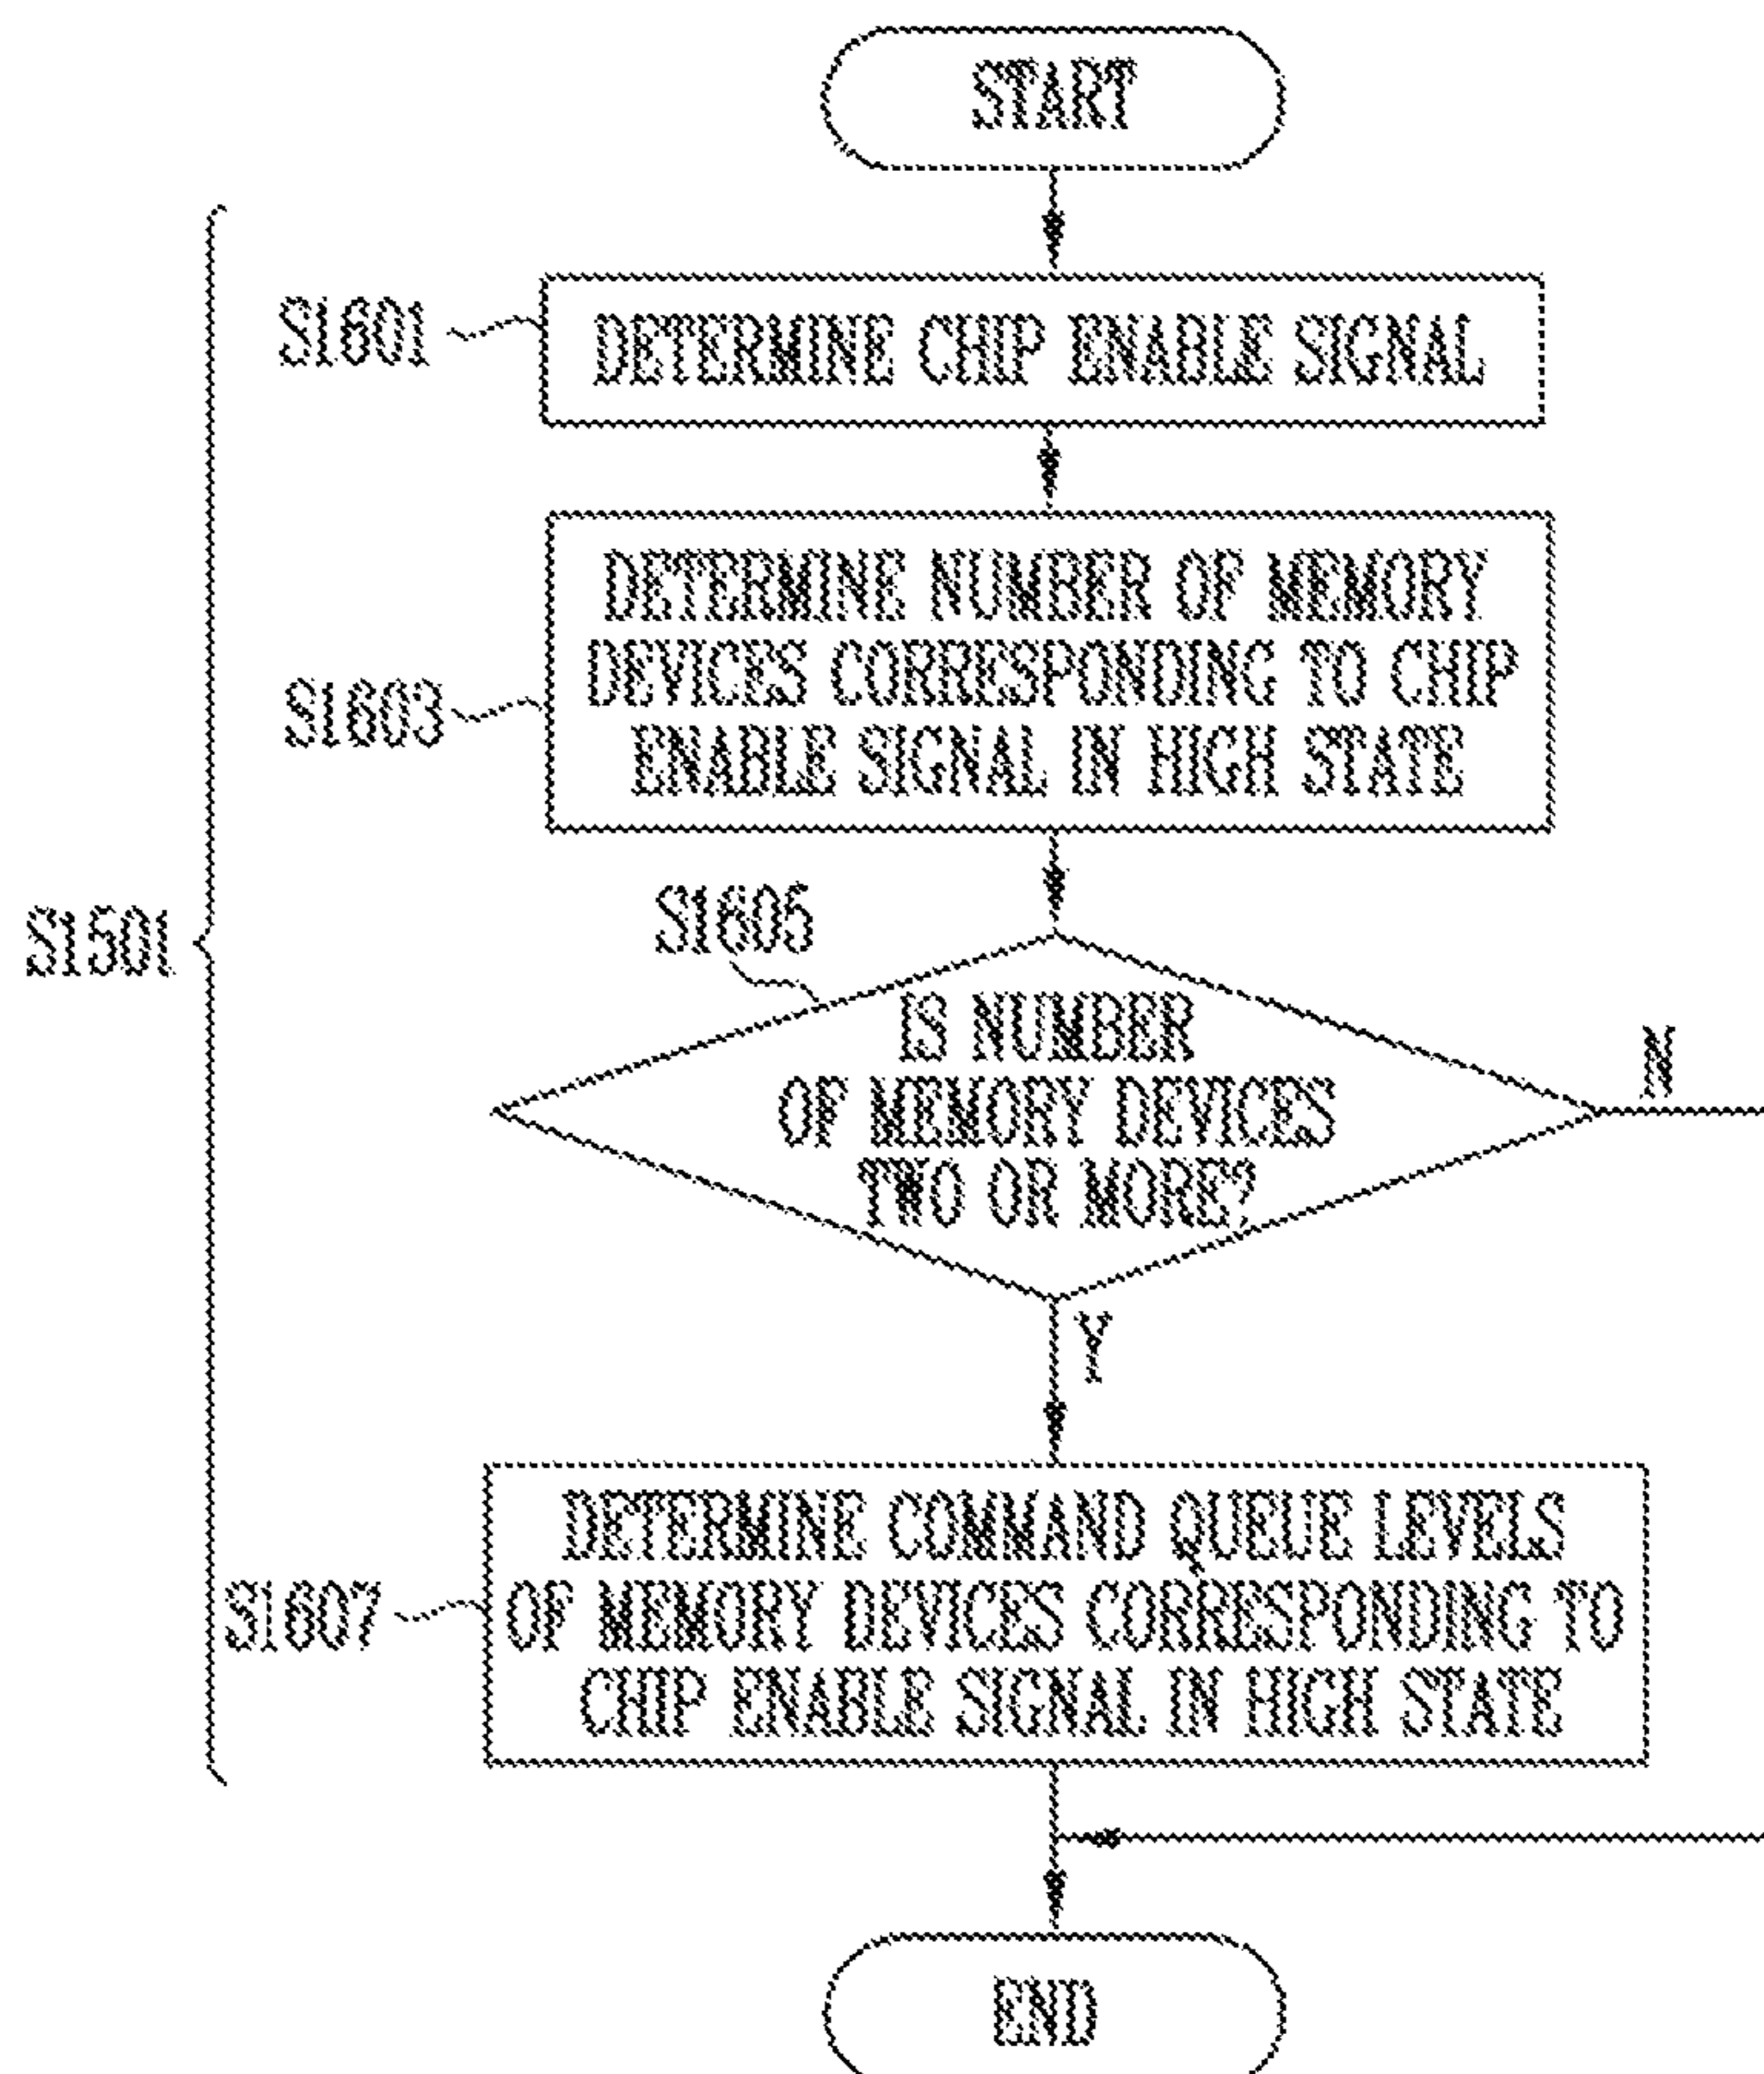 START
S1601
DETERMINE CHIP ENABLE SIGNAL
S1603
DETERMINE NUMBER OF MEMORY
DEVICES CORRESPONDING TO CHIP
ENABLE SIGNAL IN HIGH STATE
S1501
S1605
IS NUMBER
OF MEMORY DEVICES
TWO OR MORE?
N
Y
S1607
DETERMINE COMMAND QUEUE LEVELS
OF MEMORY DEVICES CORRESPONDING TO
CHIP ENABLE SIGNAL IN HIGH STATE
END